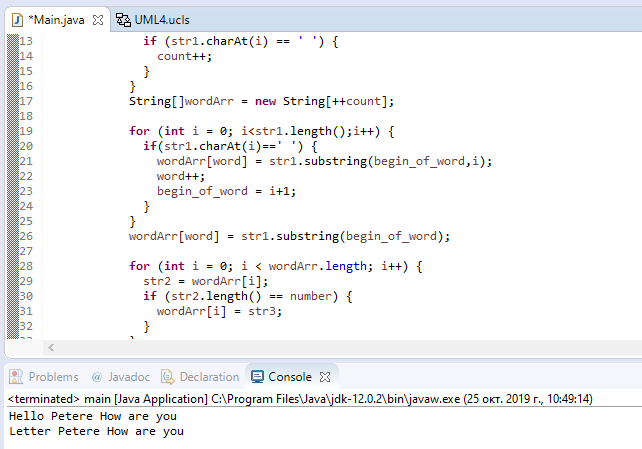 *Main.java UML4.ucls
13 if (str1.charAt(i) == ' ') {
14 count++;
15 }
16 }
17 String[]wordArr = new String[++count];
18
19 for (int i = 0; i<str1.length();i++) {
20 if(str1.charAt(i)==' ') {
21 wordArr[word] = str1.substring(begin_of_word,i);
22 word++;
23 begin_of_word = i+1;
24 }
25 }
26 wordArr[word] = str1.substring(begin_of_word);
27
28 for (int i = 0; i < wordArr.length; i++) {
29 str2 = wordArr[i];
30 if (str2.length() == number) {
31 wordArr[i] = str3;
32 }
Problems @ Javadoc Declaration Console
<terminated> main [Java Application] C:\Program Files\Java\jdk-12.0.2\bin\javaw.exe (25 окт. 2019 г., 10:49:14)
Hello Petere How are you
Letter Petere How are you